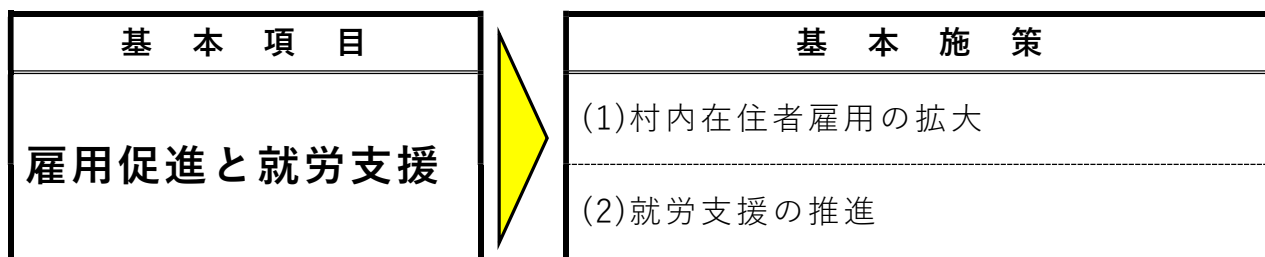 基本項目
雇用促進と就労支援
基本施策
(1)村内在住者雇用の拡大
(2)就労支援の推進